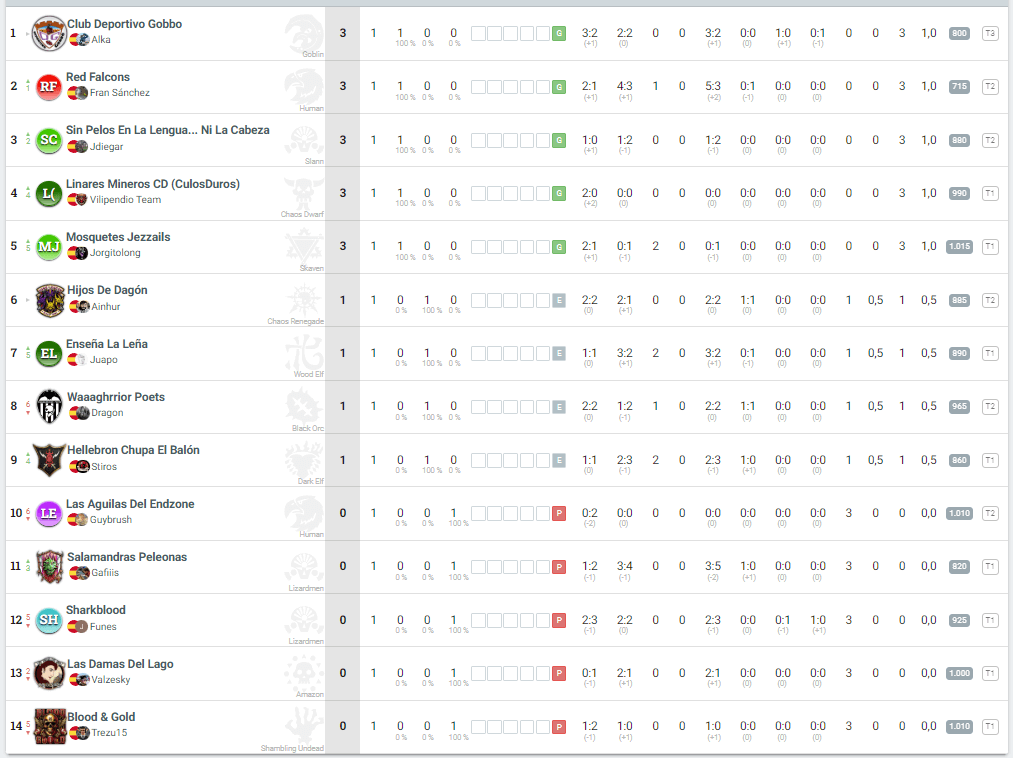 1 Club Deportivo Gobbo 3 1 1 0 0 G 3:2 2:2 0 0 3:2 0:0 1:0 0:1 0 0 3 1,0 800 T3
Alka 100 % 0 % 0 % (+1) (0) (+1) (0) (+1) (-1)
Goblin
2 1 RF Red Falcons 3 1 1 0 0 G 2:1 4:3 1 0 5:3 0:1 0:0 0:0 0 0 3 1,0 715 T2
Fran Sánchez 100 % 0 % 0 % (+1) (+1) (+2) (-1) (0) (0)
Human
3 2 SC Sin Pelos En La Lengua... Ni La Cabeza 3 1 1 0 0 G 1:0 1:2 0 0 1:2 0:0 0:0 0:0 0 0 3 1,0 980 T2
Jdiegar 100 % 0 % 0 % (+1) (-1) (-1) (0) (0) (0)
Slann
4 4 L( Linares Mineros CD (CulosDuros) 3 1 1 0 0 G 2:0 0:0 0 0 0:0 0:0 0:0 0:0 0 0 3 1,0 990 T1
Vilipendio Team 100 % 0 % 0 % (+2) (0) (0) (0) (0) (0)
Chaos Dwarf
5 5 MJ Mosquetes Jezzails 3 1 1 0 0 G 2:1 0:1 2 0 0:1 0:0 0:0 0:0 0 0 3 1,0 1.015 T1
Jorgitolong 100 % 0 % 0 % (+1) (-1) (-1) (0) (0) (0)
Skaven
6 Hijos De Dagón 1 1 0 1 0 E 2:2 2:1 0 0 2:2 1:1 0:0 0:0 1 0,5 1 0,5 885 T2
Ainhur 0 % 100 % 0 % (0) (+1) (0) (0) (0) (0)
Chaos Renegade
7 5 EL Enseña La Leña 1 1 0 1 0 E 1:1 3:2 2 0 3:2 0:1 0:0 0:0 1 0,5 1 0,5 890 T1
Juapo 0 % 100 % 0 % (0) (+1) (+1) (-1) (0) (0)
Wood Elf
8 6 Waaaghrrior Poets 1 1 0 1 0 E 2:2 1:2 1 0 2:2 1:1 0:0 0:0 1 0,5 1 0,5 965 T2
Dragon 0 % 100 % 0 % (0) (-1) (0) (0) (0) (0)
Black Orc
9 4 Hellebron Chupa El Balón 1 1 0 1 0 E 1:1 2:3 2 0 2:3 1:0 0:0 0:0 1 0,5 1 0,5 860 T1
Stiros 0 % 100 % 0 % (0) (-1) (-1) (+1) (0) (0)
Dark Elf
10 6 LE Las Aguilas Del Endzone 0 1 0 0 1 P 0:2 0:0 0 0 0:0 0:0 0:0 0:0 3 0 0 0,0 1.010 T2
Guybrush 0 % 0 % 100 % (-2) (0) (0) (0) (0) (0)
Human
11 Salamandras Peleonas 0 1 0 0 1 P 1:2 3:4 0 0 3:5 1:0 0:0 0:0 3 0 0 0,0 820 T1
Gafiiis 0 % 0 % 100 % (-1) (-1) (-2) (+1) (0) (0)
Lizardmen
12 5 SH Sharkblood 0 1 0 0 1 P 2:3 2:2 0 0 2:3 0:0 0:1 1:0 3 0 0 0,0 925 T1
Funes 0 % 0 % 100 % (-1) (0) (-1) (0) (-1) (+1)
Lizardmen
13 2 Las Damas Del Lago 0 1 0 0 1 P 0:1 2:1 0 0 2:1 0:0 0:0 0:0 3 0 0 0,0 1.000 T1
Valzesky 0 % 0 % 100 % (-1) (+1) (+1) (0) (0) (0)
Amazon
14 5 Blood & Gold 0 1 0 0 1 P 1:2 1:0 0 0 1:0 0:0 0:0 0:0 3 0 0 0,0 1.010 T1
Trezu15 0 % 0 % 100 % (-1) (+1) (+1) (0) (0) (0)
Shambling Undead